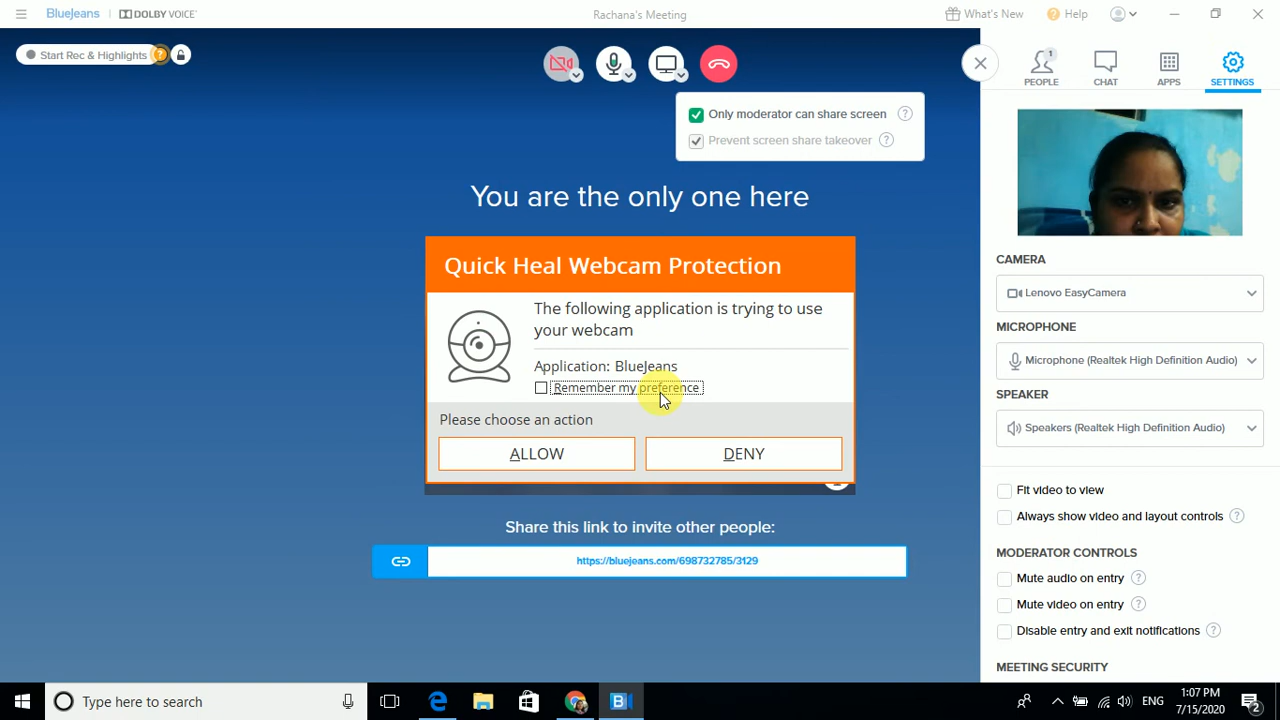 BlueJeans DOLBY VOICE®
Rachana's Meeting
What's New
? Help
Start Rec & Highlights ?
1
PEOPLE
CHAT
APPS
SETTINGS
Only moderator can share screen ?
Prevent screen share takeover ?
You are the only one here
Quick Heal Webcam Protection
The following application is trying to use
your webcam
Application: BlueJeans
Remember my preference
Please choose an action
ALLOW
DENY
Share this link to invite other people:
https://bluejeans.com/698732785/3129
CAMERA
Lenovo EasyCamera
MICROPHONE
Microphone (Realtek High Definition Audio)
SPEAKER
Speakers (Realtek High Definition Audio)
Fit video to view
Always show video and layout controls ?
MODERATOR CONTROLS
Mute audio on entry ?
Mute video on entry ?
Disable entry and exit notifications ?
MEETING SECURITY
Type here to search
ENG
1:07 PM
7/15/2020
2